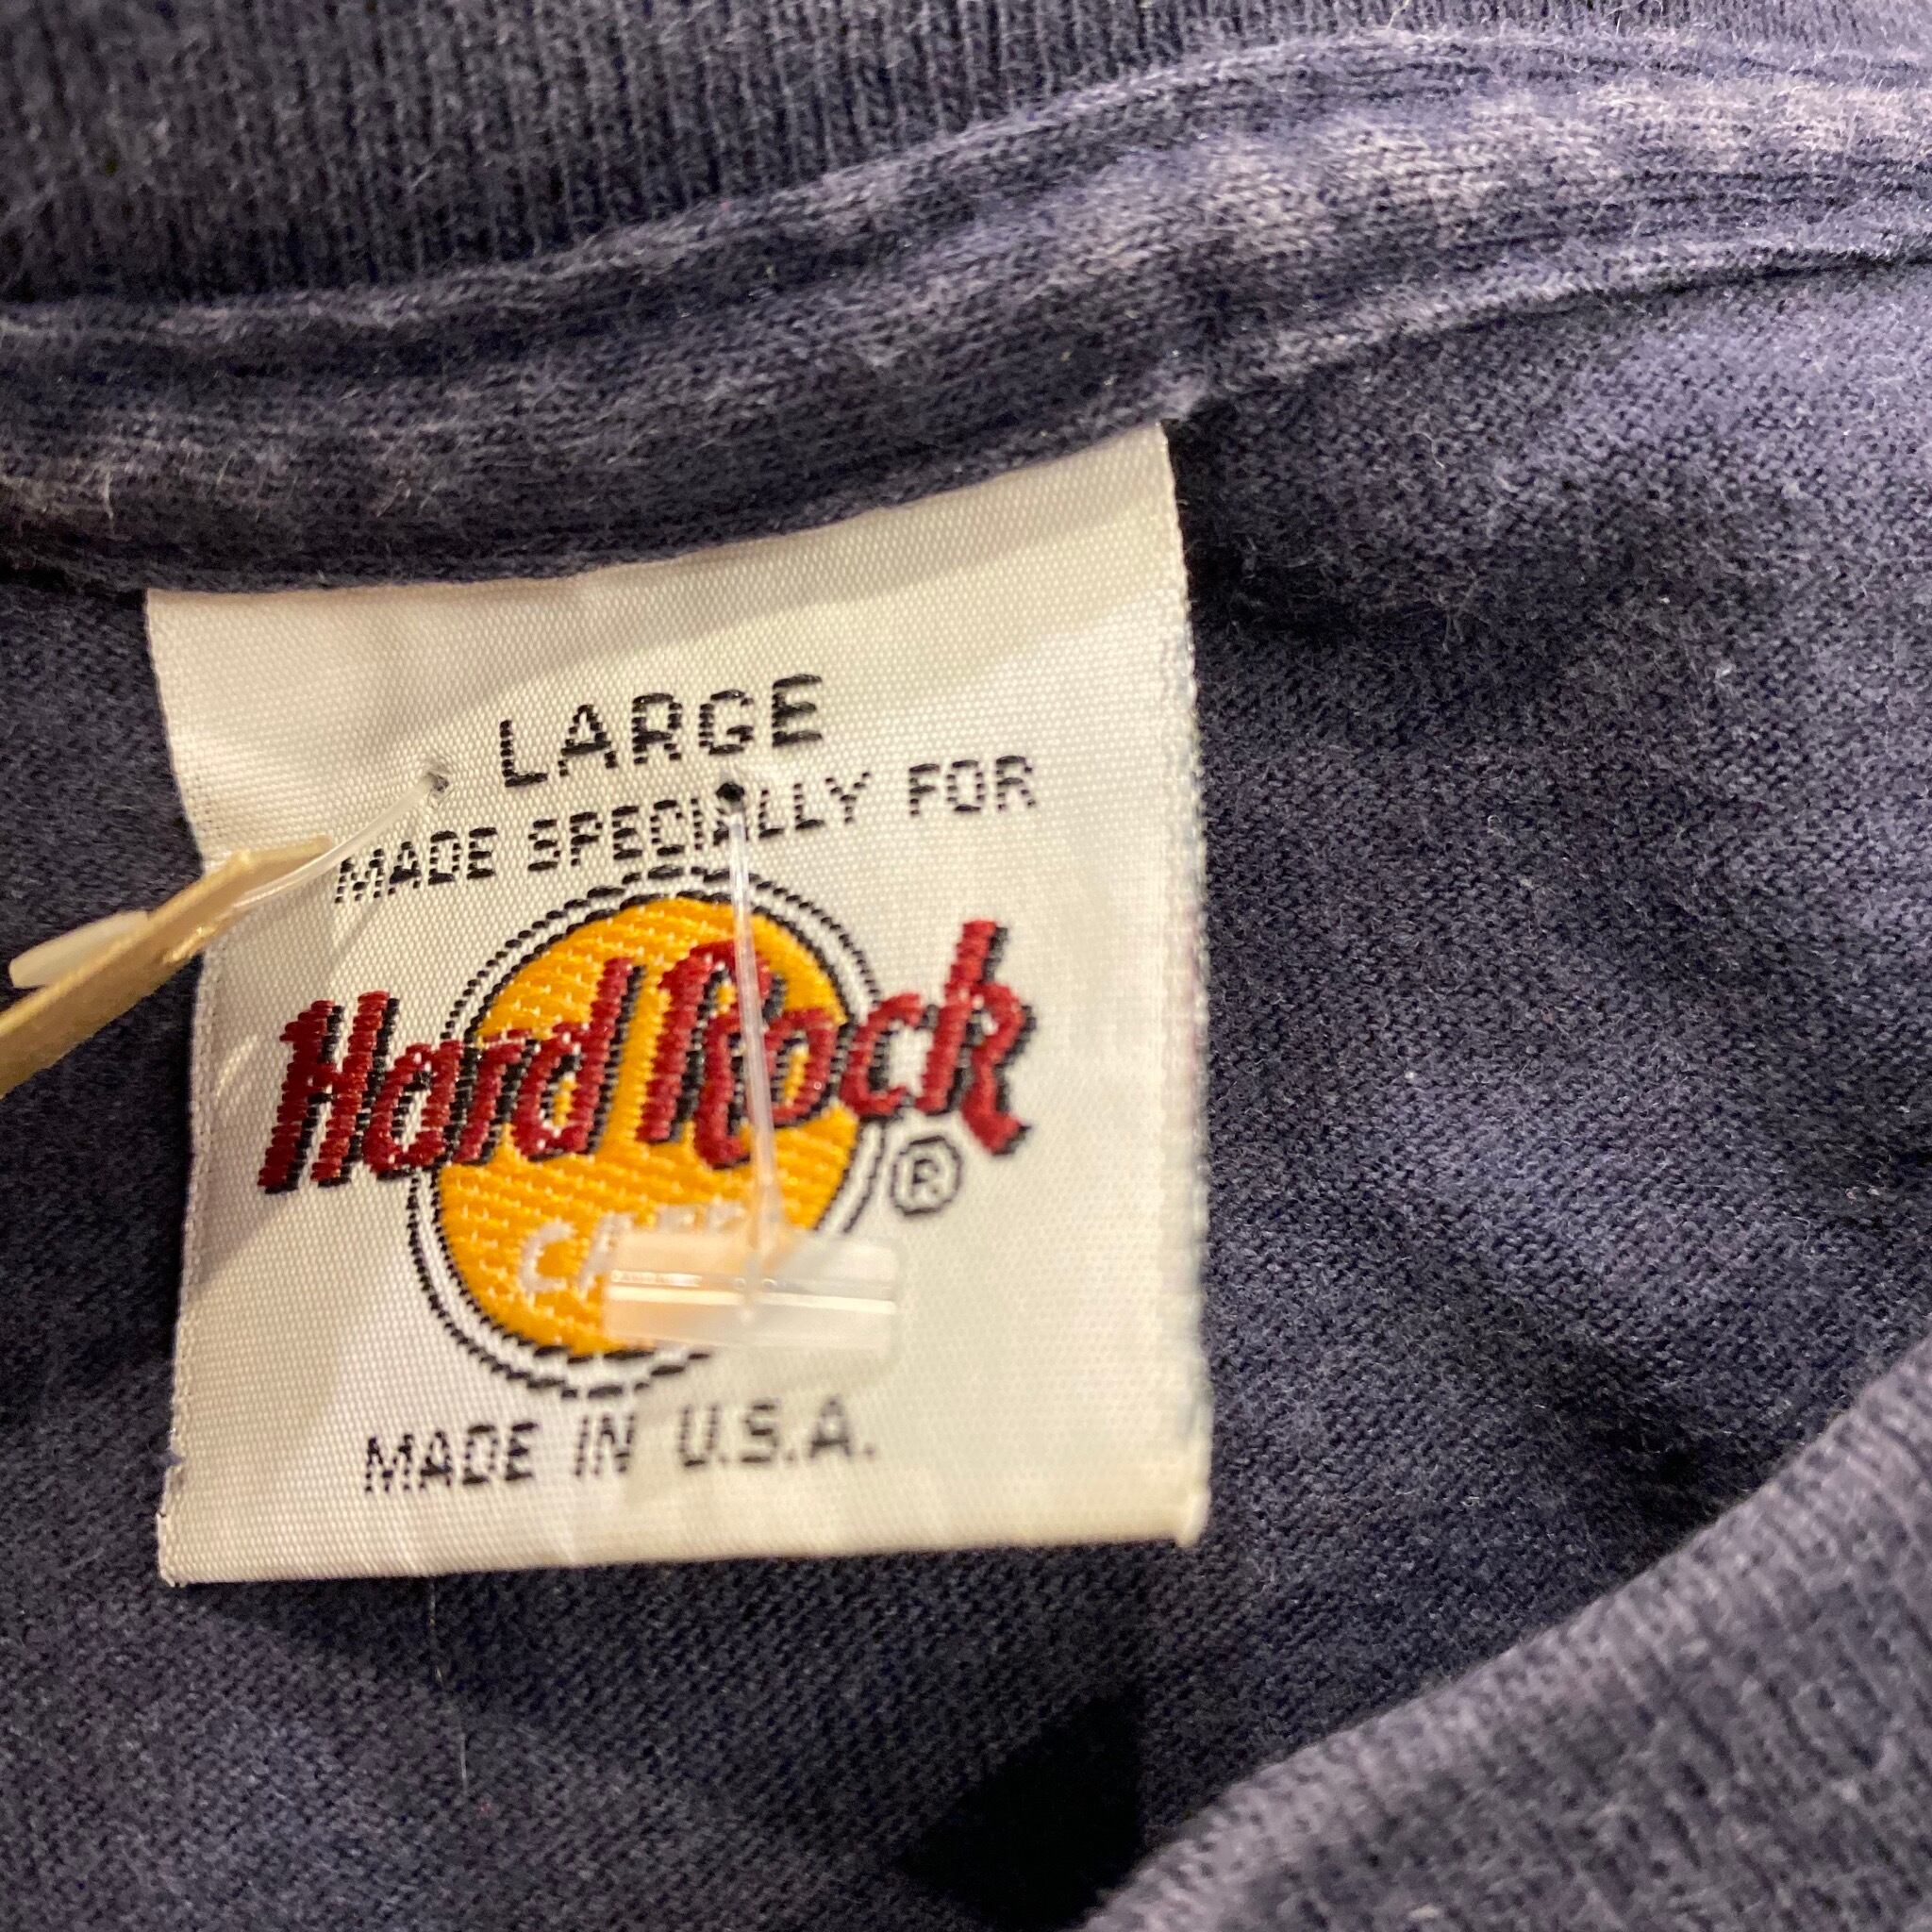 LARGE
MADE SPECIALLY FOR
Hard Rock
®
MADE IN U.S.A.